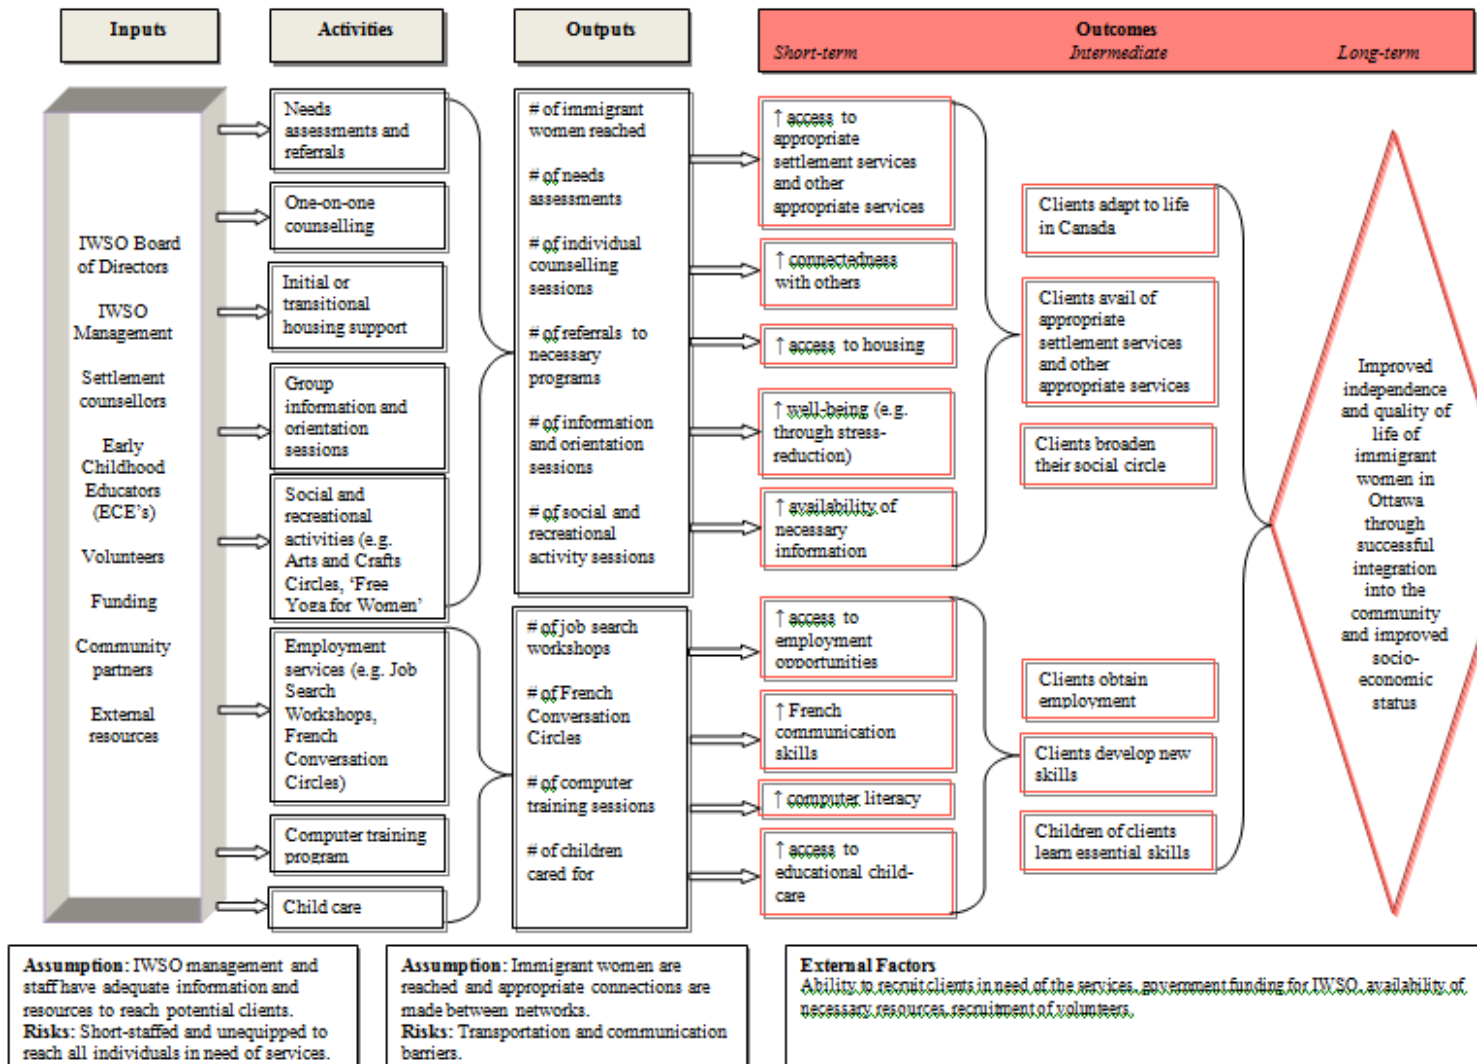 Inputs
Activities
Outputs
Outcomes
Short-term
Intermediate
Long-term
IWSO Board
of Directors
IWSO
Management
Settlement
counsellors
Early
Childhood
Educators
(ECE's)
Volunteers
Funding
Community
partners
External
resources
Needs
assessments and
referrals
One-on-one
counselling
Initial or
transitional
housing support
Group
information and
orientation
sessions
Social and
recreational
activities (e.g.
Arts and Crafts
Circles, ‘Free
Yoga for Women’
Employment
services (e.g. Job
Search
Workshops,
French
Conversation
Circles)
Computer training
program
Child care
# of immigrant
women reached
# of needs
assessments
# of individual
counselling
sessions
# of referrals to
necessary
programs
# of information
and orientation
sessions
# of social and
recreational
activity sessions
# of job search
workshops
# of French
Conversation
Circles
# of computer
training sessions
# of children
cared for
↑ access to
appropriate
settlement services
and other
appropriate services
↑ connectedness
with others
↑ access to housing
↑ well-being (e.g.
through stress-
reduction)
↑ availability of
necessary
information
↑ access to
employment
opportunities
↑ French
communication
skills
↑ computer literacy
↑ access to
educational child-
care
Clients adapt to life
in Canada
Clients avail of
appropriate
settlement services
and other
appropriate services
Clients broaden
their social circle
Clients obtain
employment
Clients develop new
skills
Children of clients
learn essential skills
Improved
independence
and quality of
life of
immigrant
women in
Ottawa
through
successful
integration
into the
community
and improved
socio-
economic
status
Assumption: IWSO management and
staff have adequate information and
resources to reach potential clients.
Risks: Short-staffed and unequipped to
reach all individuals in need of services.
Assumption: Immigrant women are
reached and appropriate connections are
made between networks.
Risks: Transportation and communication
barriers.
External Factors
Ability to recruit clients in need of the services, government funding for IWSO, availability of
necessary resources, recruitment of volunteers.